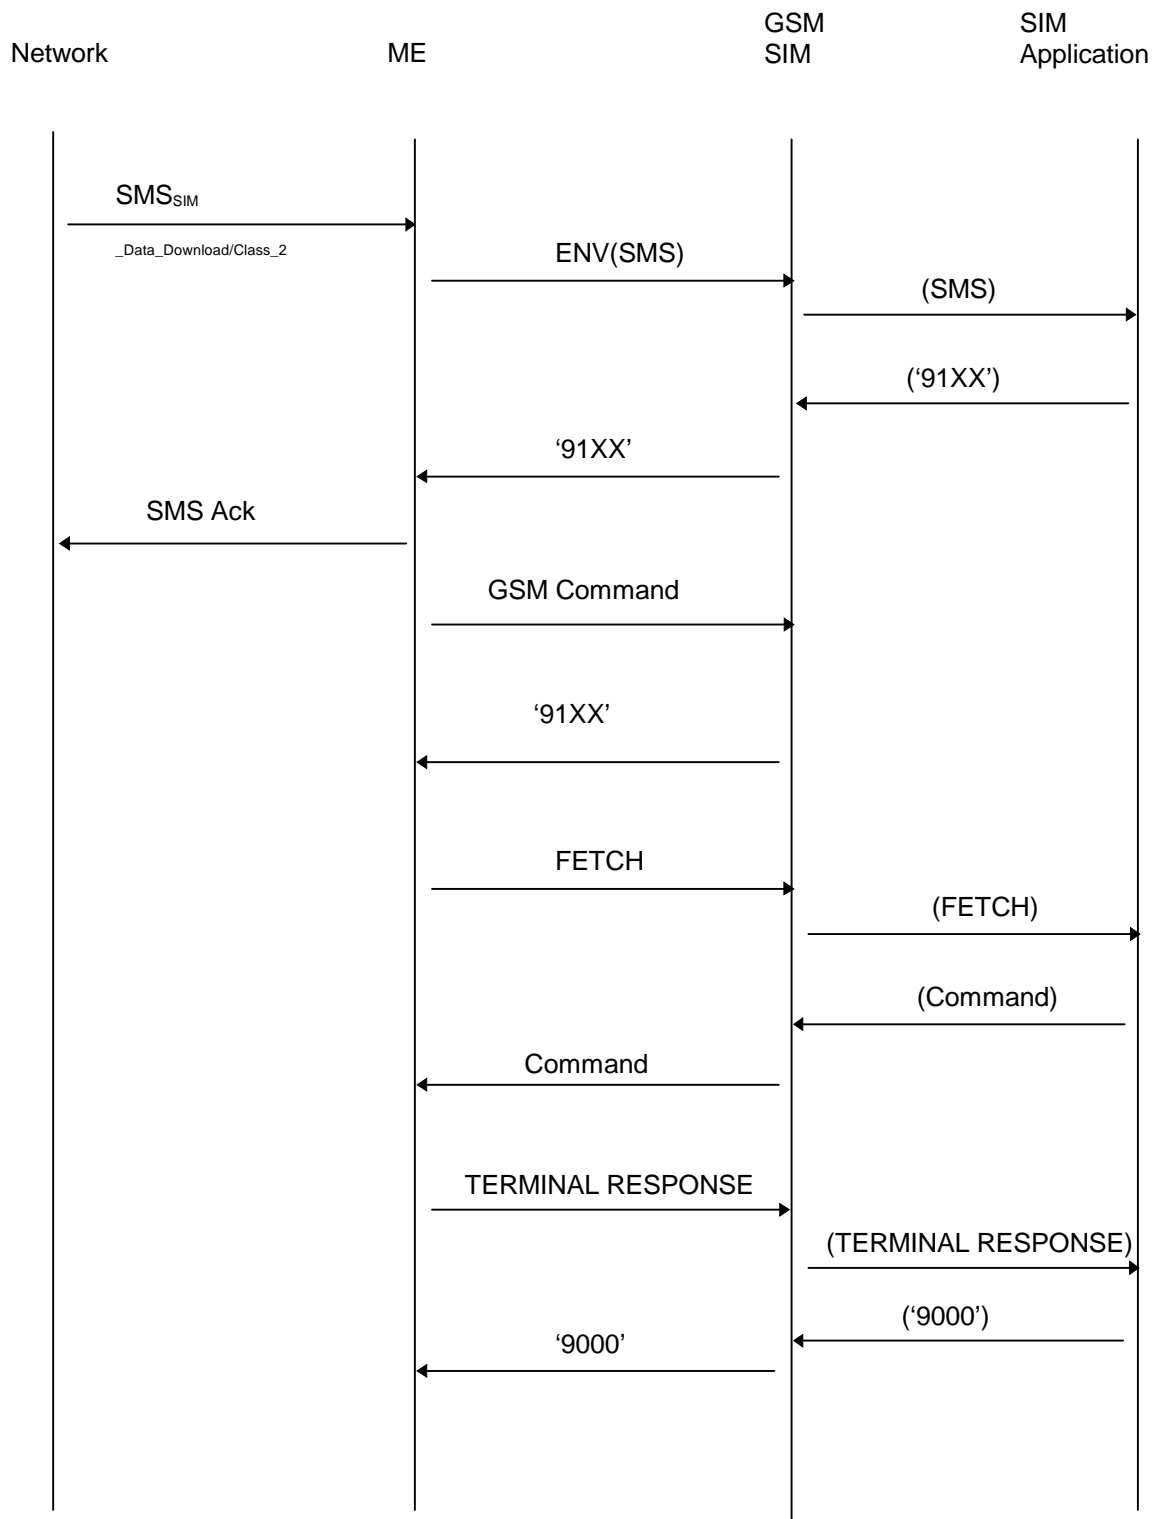 GSM SIM
Network ME SIM Application
SMSSIM
_Data_Download/Class_2
ENV(SMS)
(SMS)
(‘91XX’)
‘91XX’
SMS Ack
GSM Command
‘91XX’
FETCH
(FETCH)
(Command)
Command
TERMINAL RESPONSE
(TERMINAL RESPONSE)
(‘9000’)
‘9000’